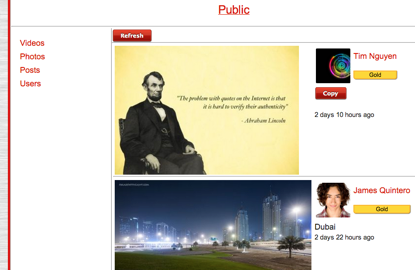 Public
Videos
Photos
Posts
Users
Refresh
"The problem with quotes on the Internet is that
it is hard to verify their authenticity"
- Abraham Lincoln
Tim Nguyen
Gold
Copy
2 days 10 hours ago
James Quintero
Gold
Dubai
2 days 22 hours ago